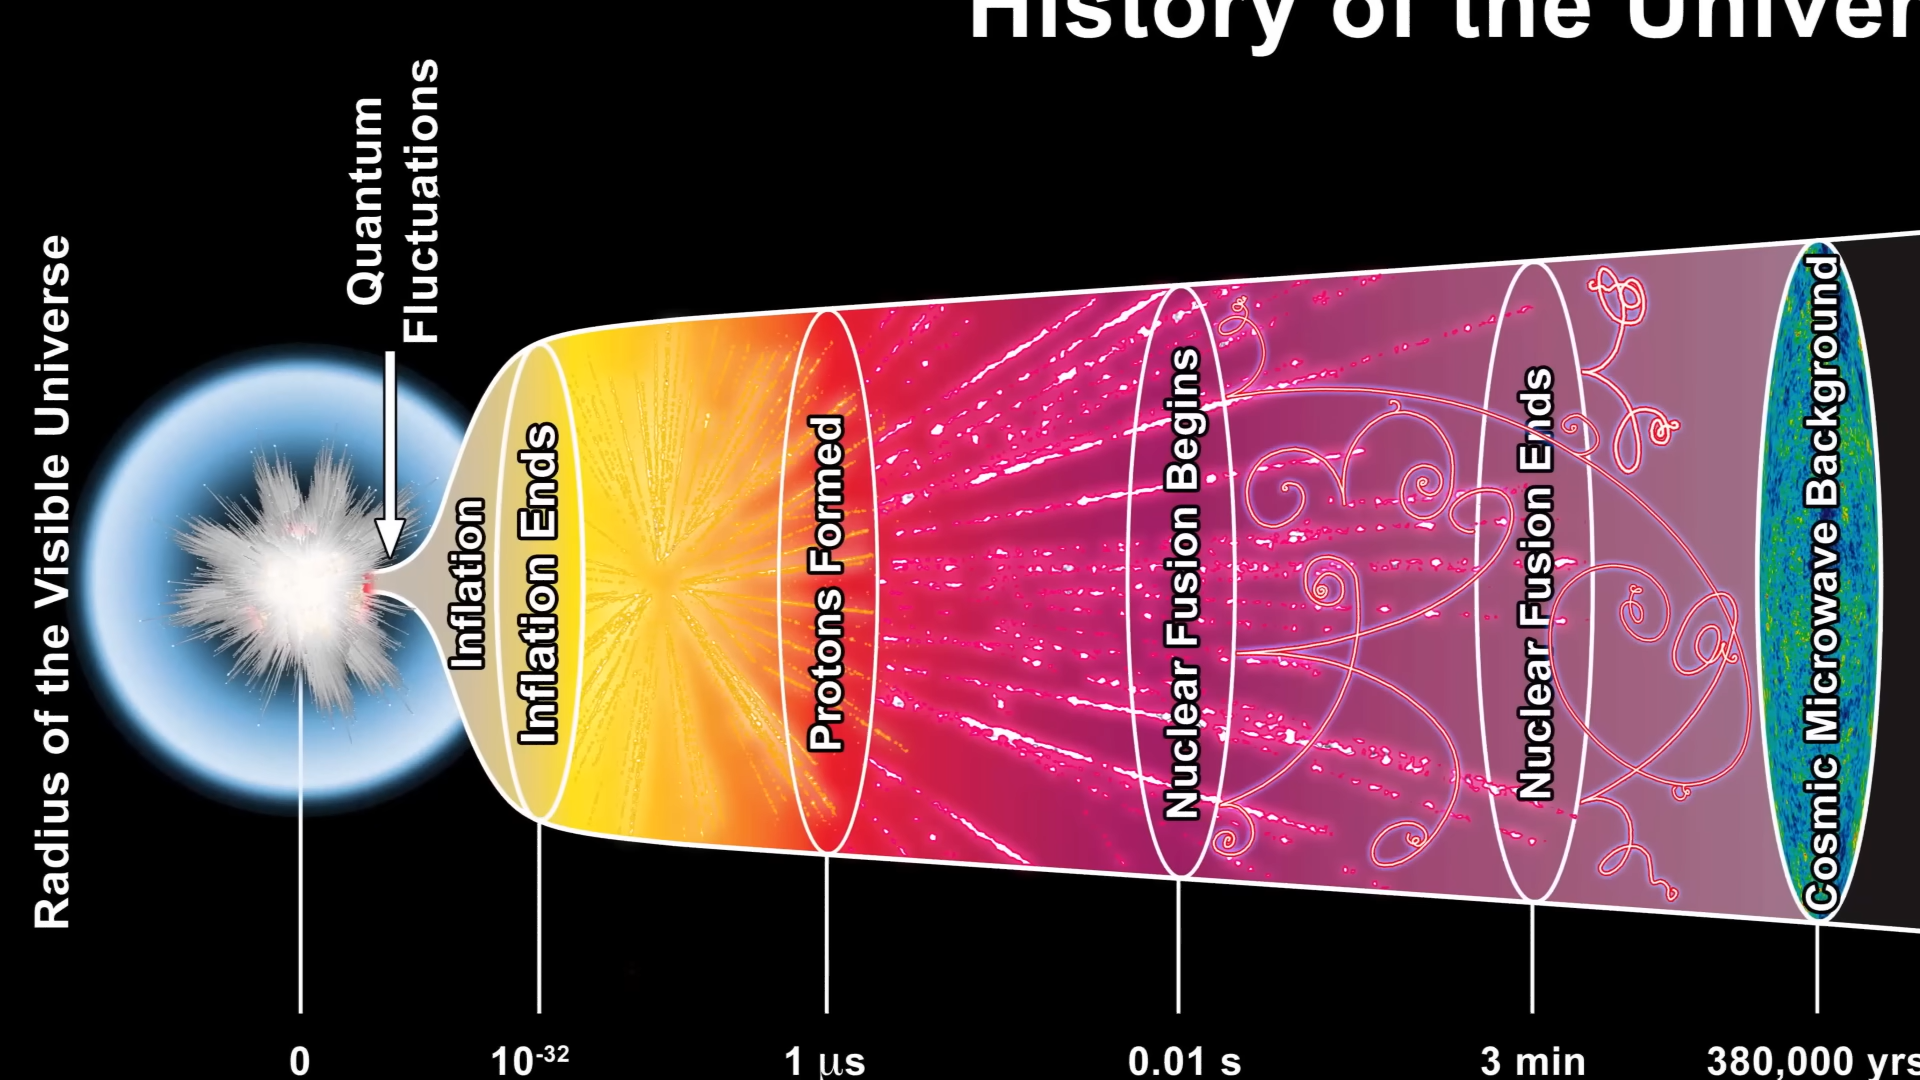 History of the Univer
Radius of the Visible Universe
Quantum
Fluctuations
Inflation
Inflation Ends
Protons Formed
Nuclear Fusion Begins
Nuclear Fusion Ends
Cosmic Microwave Background
0
10⁻³²
1 µs
0.01 s
3 min
380,000 yrs